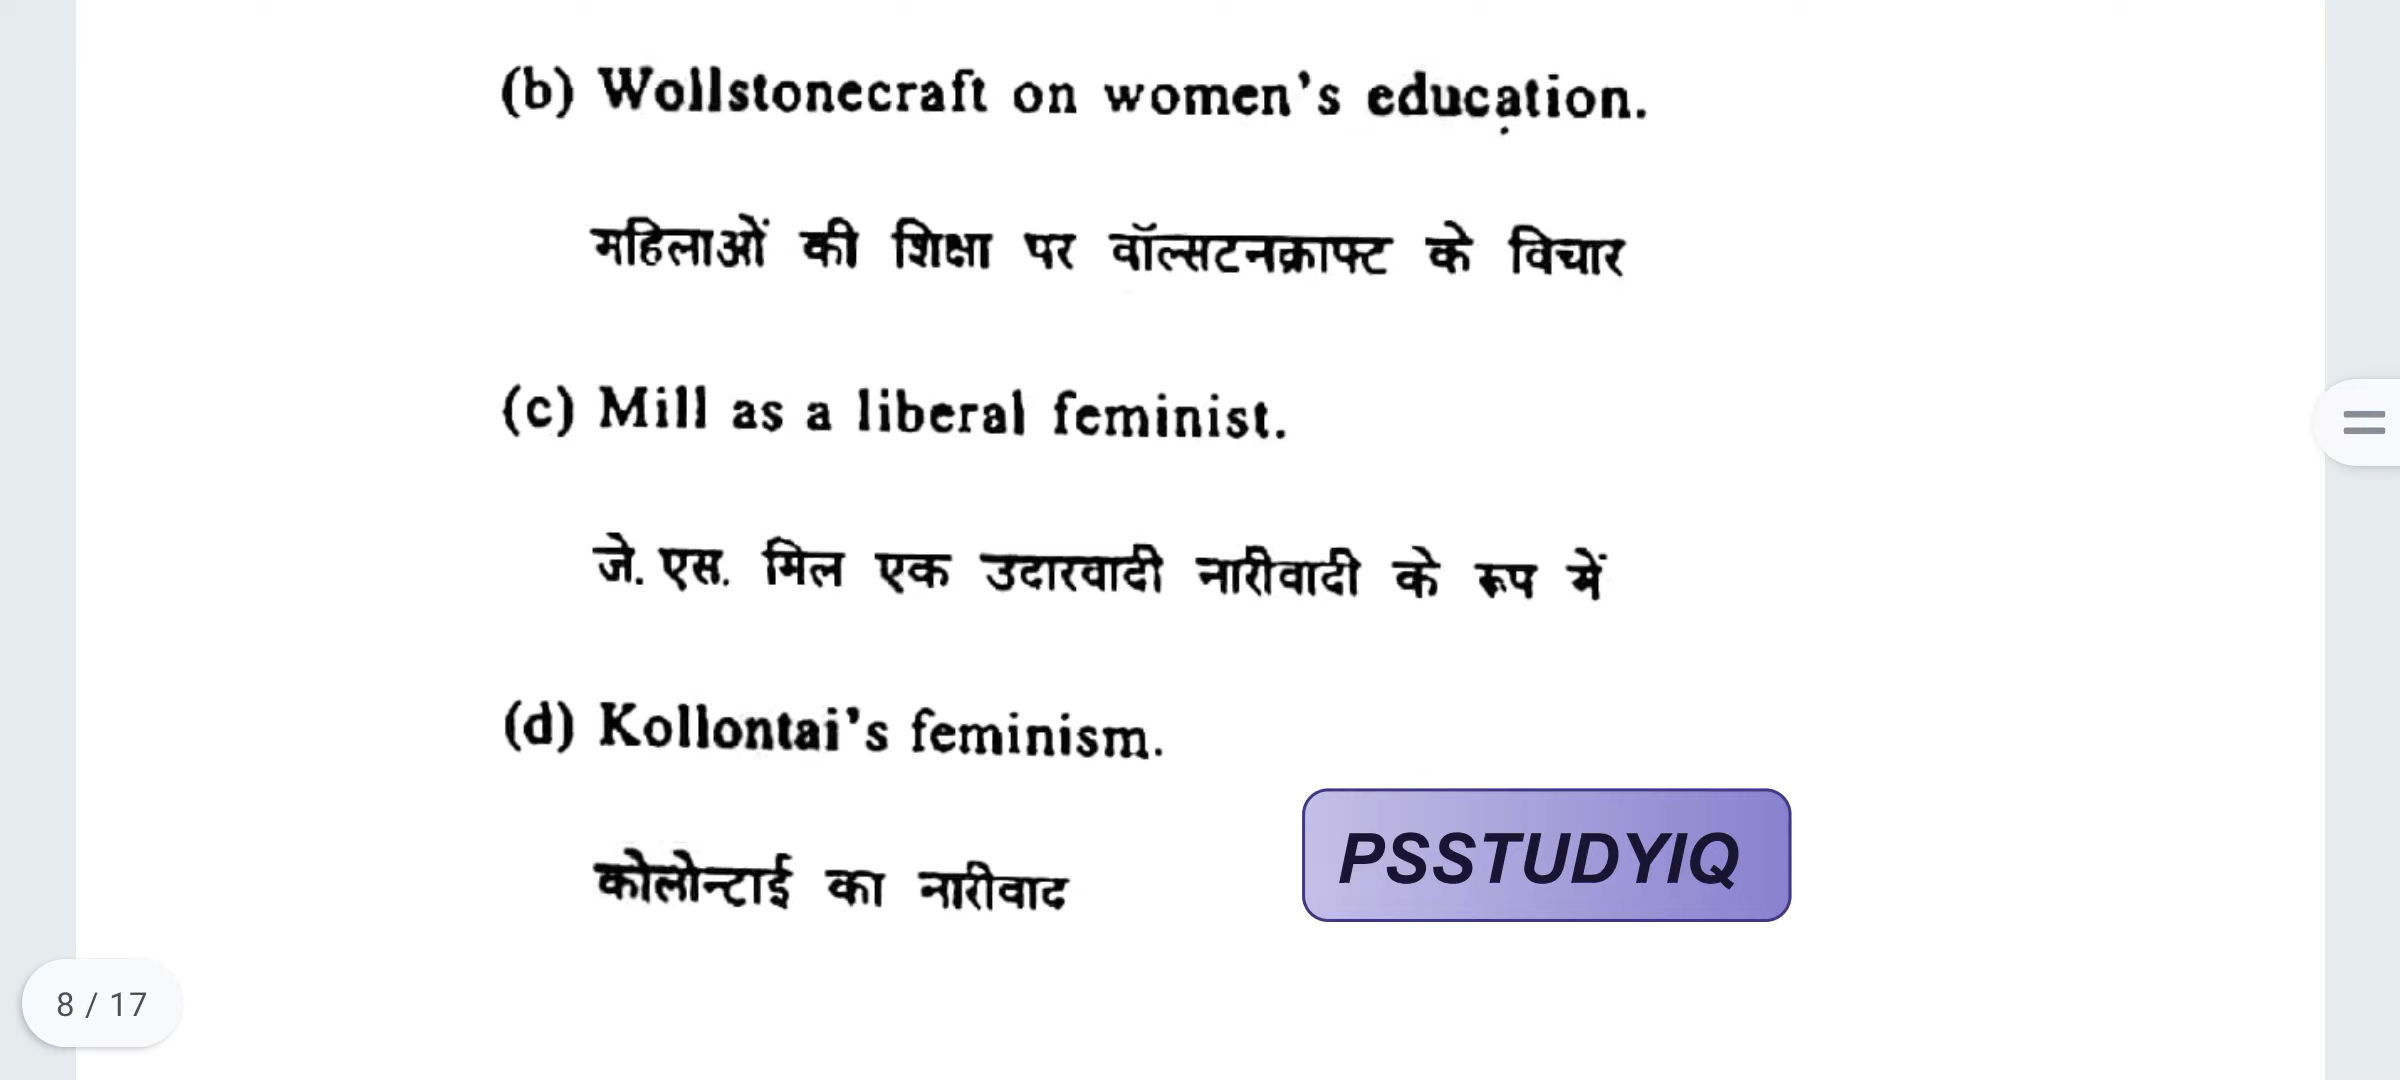 (b) Wollstonecraft on women's education.
महिलाओं की शिक्षा पर वॉल्सटनक्राफ्ट के विचार
(c) Mill as a liberal feminist.
जे. एस. मिल एक उदारवादी नारीवादी के रूप में
(d) Kollontai's feminism.
कोलोन्टाई का नारीवाद
PSSTUDYIQ
8 / 17